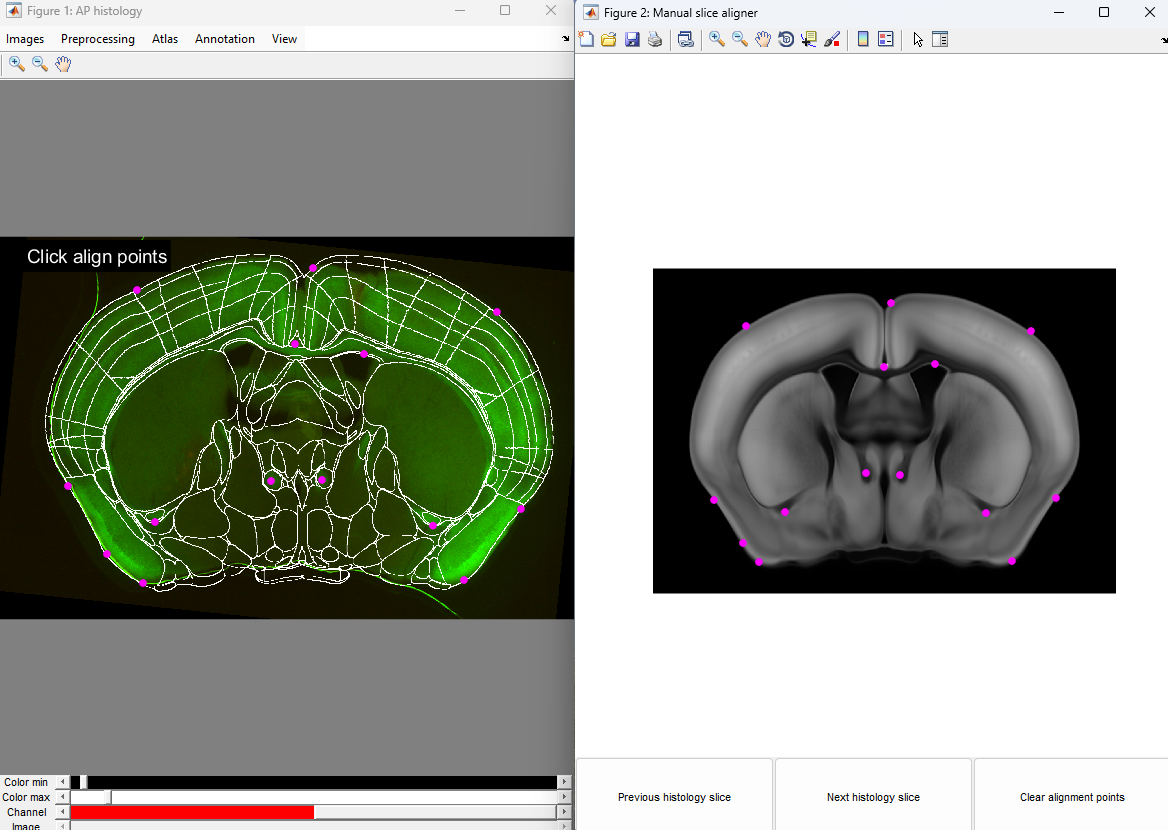 Figure 1: AP histology
Images Preprocessing Atlas Annotation View
Click align points
Color min
Color max
Channel
Image
Figure 2: Manual slice aligner
Previous histology slice Next histology slice Clear alignment points